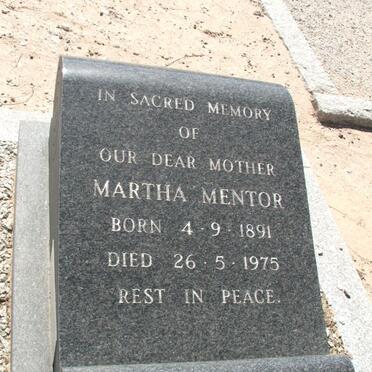 IN SACRED MEMORY
OF
OUR DEAR MOTHER
MARTHA MENTOR
BORN 4·9·1891
DIED 26·5·1975
REST IN PEACE.